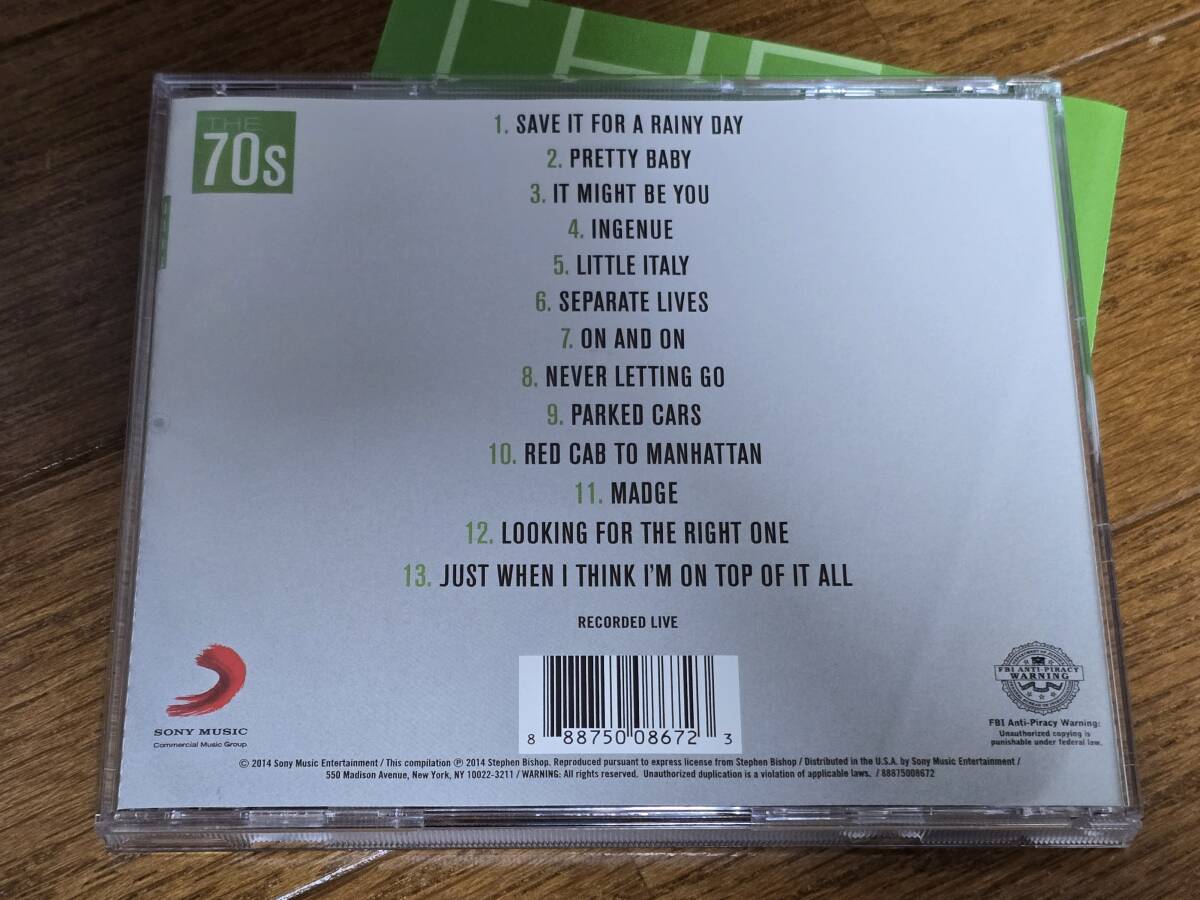 THE
70s
1. SAVE IT FOR A RAINY DAY
2. PRETTY BABY
3. IT MIGHT BE YOU
4. INGENUE
5. LITTLE ITALY
6. SEPARATE LIVES
7. ON AND ON
8. NEVER LETTING GO
9. PARKED CARS
10. RED CAB TO MANHATTAN
11. MADGE
12. LOOKING FOR THE RIGHT ONE
13. JUST WHEN I THINK I'M ON TOP OF IT ALL
RECORDED LIVE
SONY MUSIC
Commercial Music Group
8 88750 08672 3
FBI ANTI-PIRACY
WARNING
FBI Anti-Piracy Warning:
Unauthorized copying is
punishable under federal law.
© 2014 Sony Music Entertainment / This compilation ℗ 2014 Stephen Bishop. Reproduced pursuant to express license from Stephen Bishop / Distributed in the U.S.A. by Sony Music Entertainment /
550 Madison Avenue, New York, NY 10022-3211 / WARNING: All rights reserved. Unauthorized duplication is a violation of applicable laws. / 88875008672